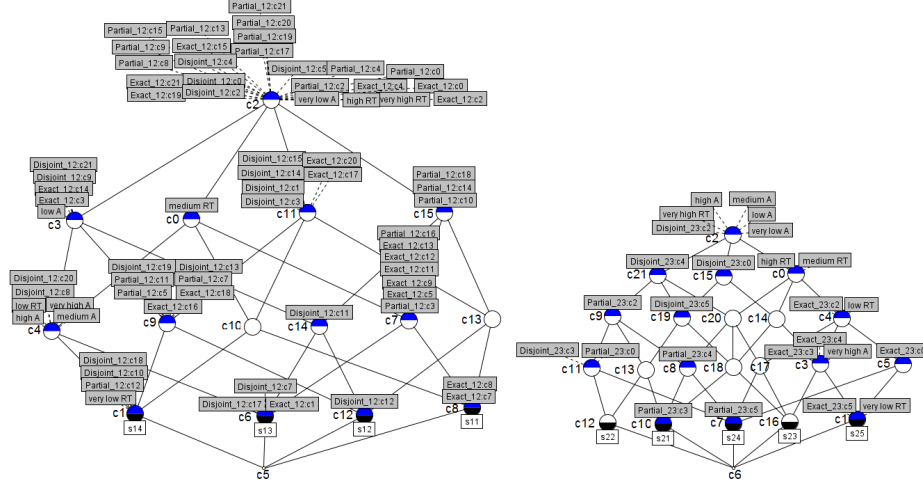 Partial_12:c21
Partial_12:c20
Partial_12:c15
Partial_12:c13
Partial_12:c19
Partial_12:c9
Exact_12:c15
Partial_12:c17
Partial_12:c8
Disjoint_12:c4
Disjoint_12:c5
Partial_12:c4
Partial_12:c0
Exact_12:c21
Disjoint_12:c0
Partial_12:c2
Exact_12:c4
Exact_12:c0
Exact_12:c19
Disjoint_12:c2
very low A
high RT
very high RT
Exact_12:c2
c2
Disjoint_12:c21
Disjoint_12:c9
Exact_12:c14
Exact_12:c3
low A
c3
medium RT
c0
Disjoint_12:c15
Exact_12:c20
Disjoint_12:c14
Exact_12:c17
Disjoint_12:c1
Disjoint_12:c3
c11
Partial_12:c18
Partial_12:c14
Partial_12:c10
c15
Partial_12:c16
Exact_12:c13
Exact_12:c12
Exact_12:c11
Exact_12:c9
Exact_12:c5
Partial_12:c3
c7
Disjoint_12:c20
Disjoint_12:c8
low RT
very high A
high A
medium A
c4
Disjoint_12:c19
Disjoint_12:c13
Partial_12:c11
Partial_12:c7
Partial_12:c5
Exact_12:c18
Exact_12:c16
c9
c10
Disjoint_12:c11
c14
c13
Disjoint_12:c18
Disjoint_12:c10
Partial_12:c12
very low RT
s14
Disjoint_12:c7
Disjoint_12:c17
Exact_12:c1
c6
s13
Disjoint_12:c12
c12
s12
Exact_12:c8
Exact_12:c7
c8
s11
c5
high A
medium A
very high RT
low A
Disjoint_23:c2
very low A
c2
Disjoint_23:c4
c21
Disjoint_23:c0
c15
high RT
medium RT
c0
Partial_23:c2
c9
Disjoint_23:c5
c19
c20
c14
Exact_23:c2
low RT
c4
Disjoint_23:c3
Partial_23:c0
c11
c13
Partial_23:c4
c8
c18
c17
Exact_23:c4
Exact_23:c3
very high A
c3
c5
c12
s22
Partial_23:c3
c10
s21
Partial_23:c5
c7
s24
c16
s23
Exact_23:c5
very low RT
s25
c6